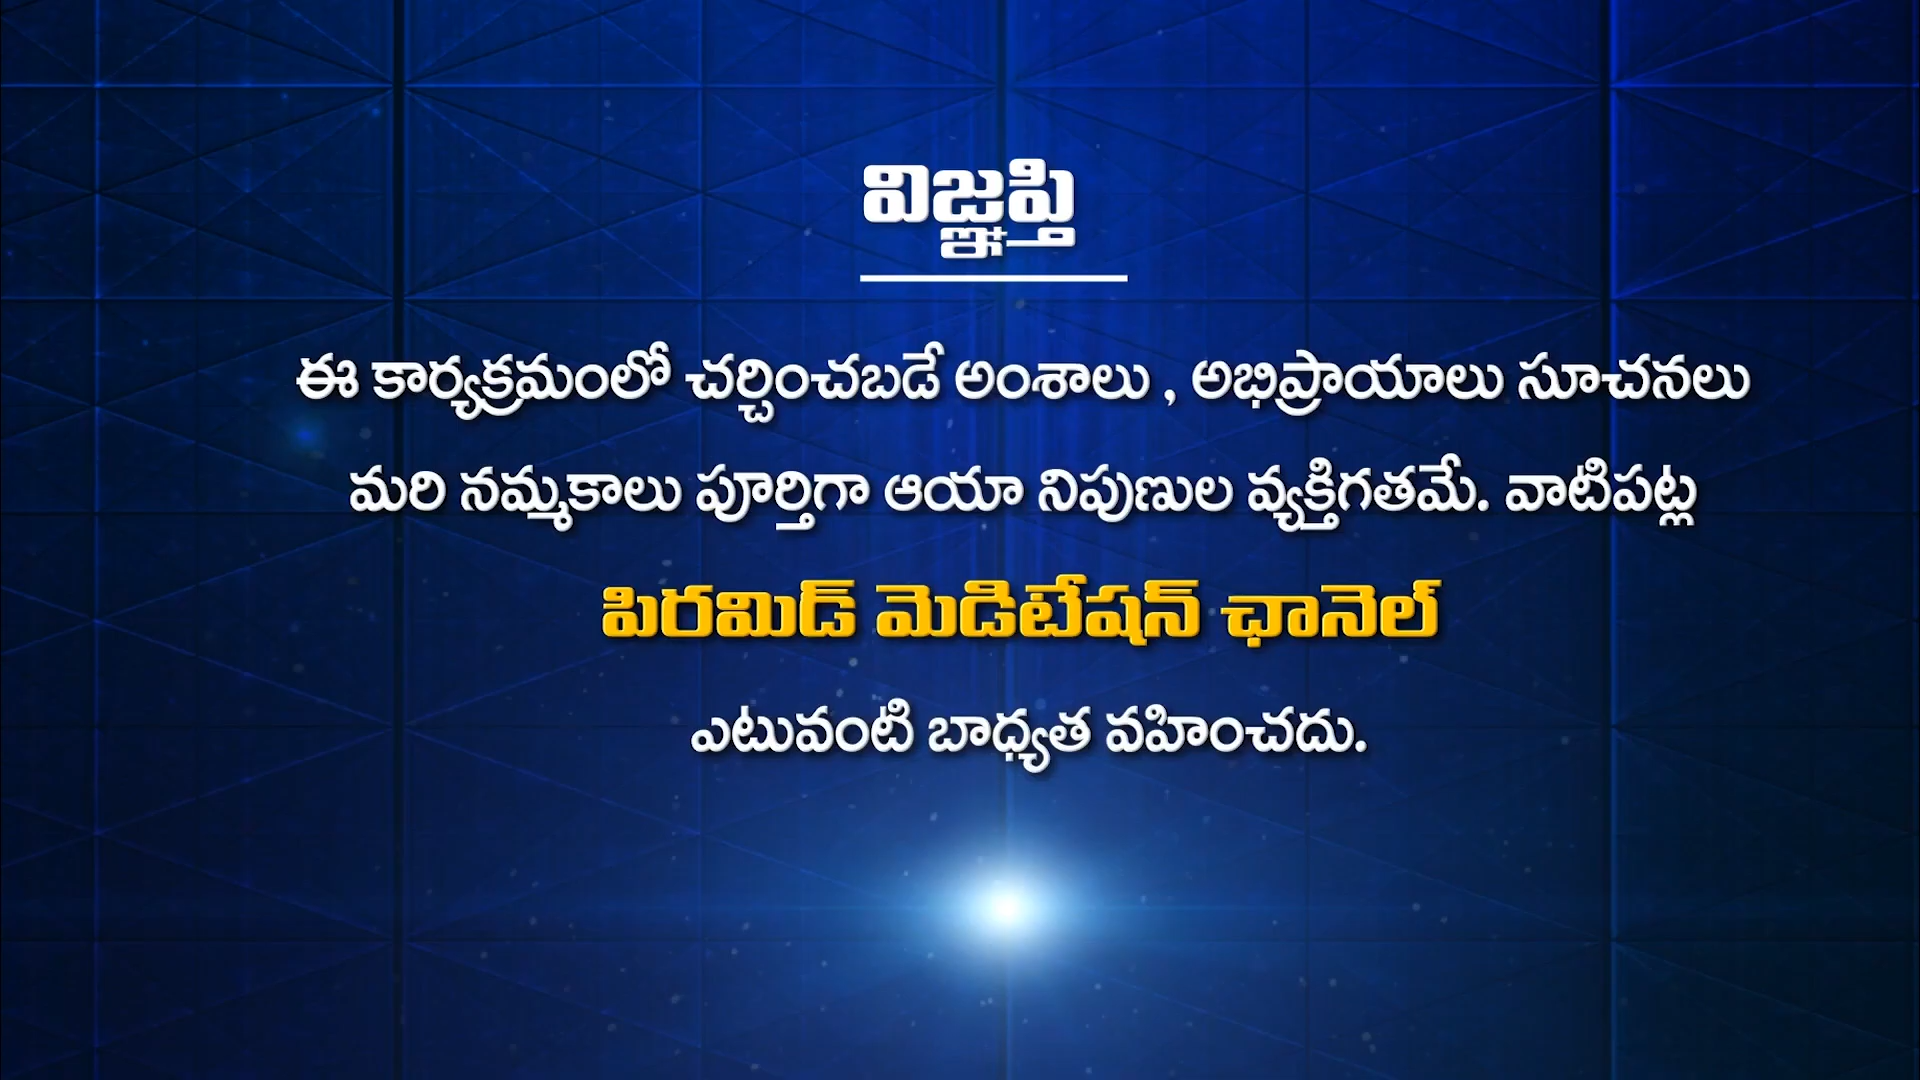 విజ్ఞప్తి
ఈ కార్యక్రమంలో చర్చించబడే అంశాలు , అభిప్రాయాలు సూచనలు
మరి నమ్మకాలు పూర్తిగా ఆయా నిపుణుల వ్యక్తిగతమే. వాటిపట్ల
పిరమిడ్ మెడిటేషన్ ఛానెల్
ఎటువంటి బాధ్యత వహించదు.